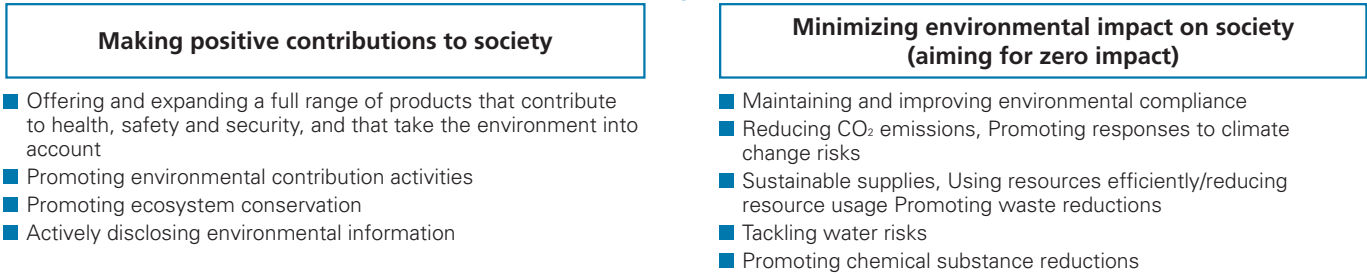 Making positive contributions to society
Offering and expanding a full range of products that contribute
to health, safety and security, and that take the environment into
account
Promoting environmental contribution activities
Promoting ecosystem conservation
Actively disclosing environmental information
Minimizing environmental impact on society
(aiming for zero impact)
Maintaining and improving environmental compliance
Reducing CO₂ emissions, Promoting responses to climate
change risks
Sustainable supplies, Using resources efficiently/reducing
resource usage Promoting waste reductions
Tackling water risks
Promoting chemical substance reductions